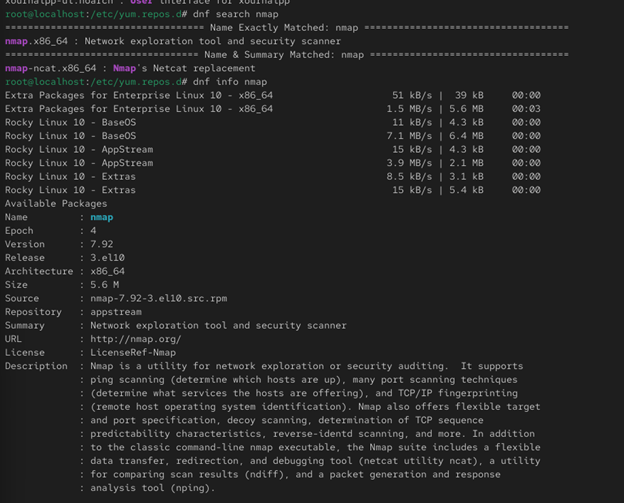 xournalpp-ui.noarch : User interface for xournalpp
root@localhost:/etc/yum.repos.d# dnf search nmap
================================== Name Exactly Matched: nmap ====================================
nmap.x86_64 : Network exploration tool and security scanner
================================= Name & Summary Matched: nmap ===================================
nmap-ncat.x86_64 : Nmap's Netcat replacement
root@localhost:/etc/yum.repos.d# dnf info nmap
Extra Packages for Enterprise Linux 10 - x86_64 51 kB/s | 39 kB 00:00
Extra Packages for Enterprise Linux 10 - x86_64 1.5 MB/s | 5.6 MB 00:03
Rocky Linux 10 - BaseOS 11 kB/s | 4.3 kB 00:00
Rocky Linux 10 - BaseOS 7.1 MB/s | 6.4 MB 00:00
Rocky Linux 10 - AppStream 15 kB/s | 4.3 kB 00:00
Rocky Linux 10 - AppStream 3.9 MB/s | 2.1 MB 00:00
Rocky Linux 10 - Extras 8.5 kB/s | 3.1 kB 00:00
Rocky Linux 10 - Extras 15 kB/s | 5.4 kB 00:00
Available Packages
Name : nmap
Epoch : 4
Version : 7.92
Release : 3.el10
Architecture : x86_64
Size : 5.6 M
Source : nmap-7.92-3.el10.src.rpm
Repository : appstream
Summary : Network exploration tool and security scanner
URL : http://nmap.org/
License : LicenseRef-Nmap
Description : Nmap is a utility for network exploration or security auditing.  It supports
: ping scanning (determine which hosts are up), many port scanning techniques
: (determine what services the hosts are offering), and TCP/IP fingerprinting
: (remote host operating system identification). Nmap also offers flexible target
: and port specification, decoy scanning, determination of TCP sequence
: predictability characteristics, reverse-identd scanning, and more. In addition
: to the classic command-line nmap executable, the Nmap suite includes a flexible
: data transfer, redirection, and debugging tool (netcat utility ncat), a utility
: for comparing scan results (ndiff), and a packet generation and response
: analysis tool (nping).